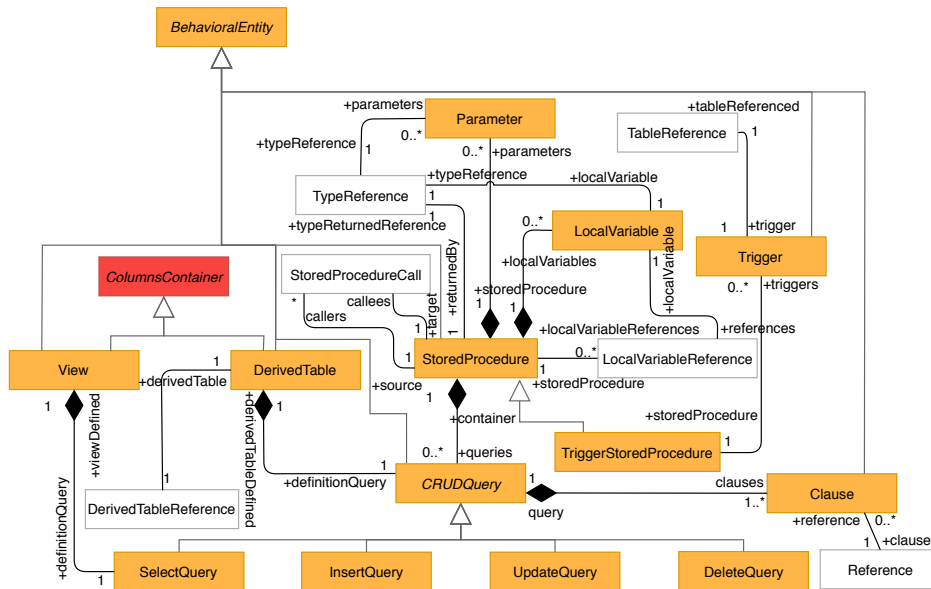 BehavioralEntity
+parameters
Parameter
0..*
+typeReference
1
0..*
+parameters
+tableReferenced
TableReference
1
TypeReference
+typeReference
1
+localVariable
1
+typeReturnedReference
1
0..*
LocalVariable
+localVariables
1
+localVariable
1
+trigger
Trigger
0..*
+triggers
ColumnsContainer
StoredProcedureCall
callees
*
callers
+returnedBy
1
+target
1
+storedProcedure
1
1
+localVariableReferences
+references
View
DerivedTable
1
StoredProcedure
0..*
LocalVariableReference
+derivedTable
1
+source
1
+storedProcedure
1
+viewDefined
1
+derivedTableDefined
1
1
+container
+storedProcedure
1
TriggerStoredProcedure
0..*
+queries
+definitionQuery
1
CRUDQuery
1
query
clauses
1..*
Clause
1
DerivedTableReference
+reference
0..*
1
+clause
Reference
+definitionQuery
1
SelectQuery
InsertQuery
UpdateQuery
DeleteQuery